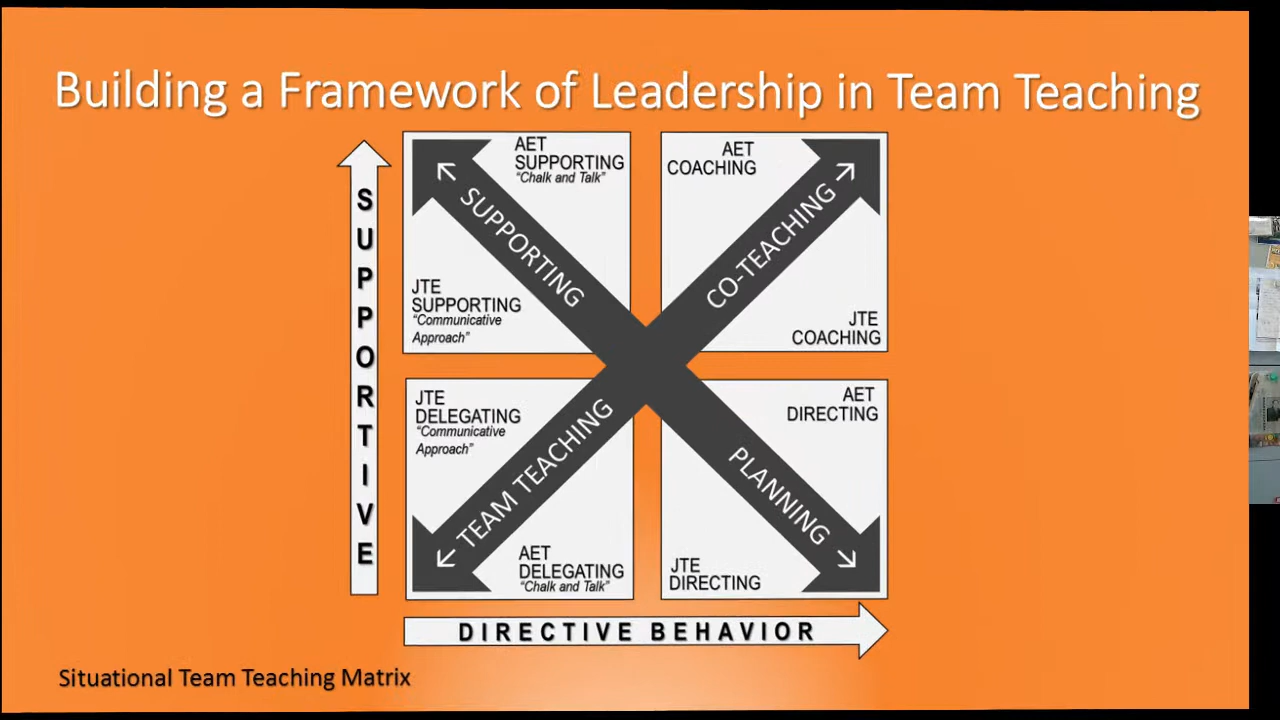 Building a Framework of Leadership in Team Teaching
SUPPORTIVE
AET
SUPPORTING
"Chalk and Talk"
SUPPORTING
JTE
SUPPORTING
"Communicative
Approach"
AET
COACHING
CO-TEACHING
JTE
COACHING
JTE
DELEGATING
"Communicative
Approach"
TEAM TEACHING
AET
DELEGATING
"Chalk and Talk"
AET
DIRECTING
PLANNING
JTE
DIRECTING
DIRECTIVE BEHAVIOR
Situational Team Teaching Matrix